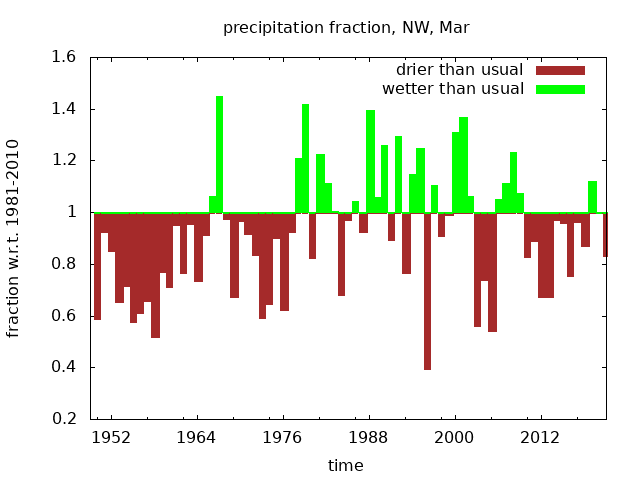 precipitation fraction, NW, Mar
drier than usual
wetter than usual
fraction w.r.t. 1981-2010
1.6
1.4
1.2
1
0.8
0.6
0.4
0.2
1952 1964 1976 1988 2000 2012
time